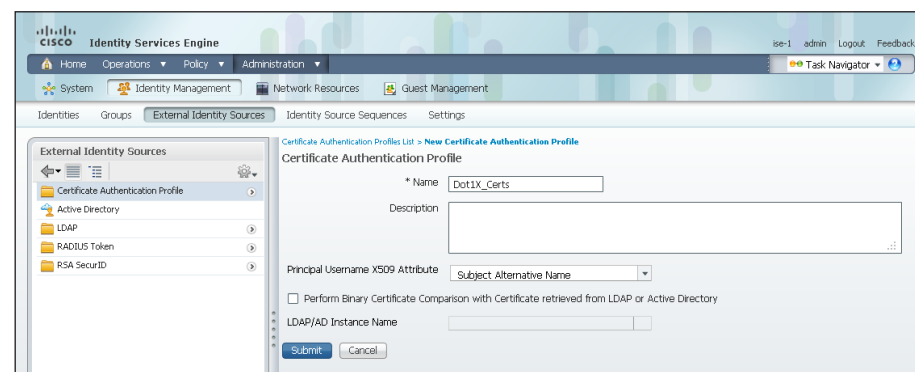 CISCO Identity Services Engine
ise-1 admin Logout Feedback
Home Operations Policy Administration
Task Navigator
System Identity Management Network Resources Guest Management
Identities Groups External Identity Sources Identity Source Sequences Settings
External Identity Sources
Certificate Authentication Profile
Active Directory
LDAP
RADIUS Token
RSA SecurID
Certificate Authentication Profiles List > New Certificate Authentication Profile
Certificate Authentication Profile
* Name Dot1X_Certs
Description
Principal Username X509 Attribute Subject Alternative Name
Perform Binary Certificate Comparison with Certificate retrieved from LDAP or Active Directory
LDAP/AD Instance Name
Submit Cancel